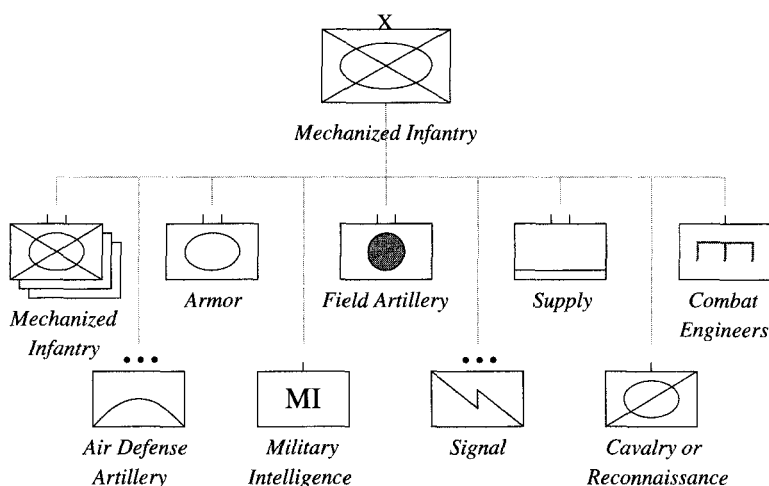 X
Mechanized Infantry
Mechanized
Infantry
Armor
Field Artillery
Supply
Combat
Engineers
Air Defense
Artillery
MI
Military
Intelligence
Signal
Cavalry or
Reconnaissance